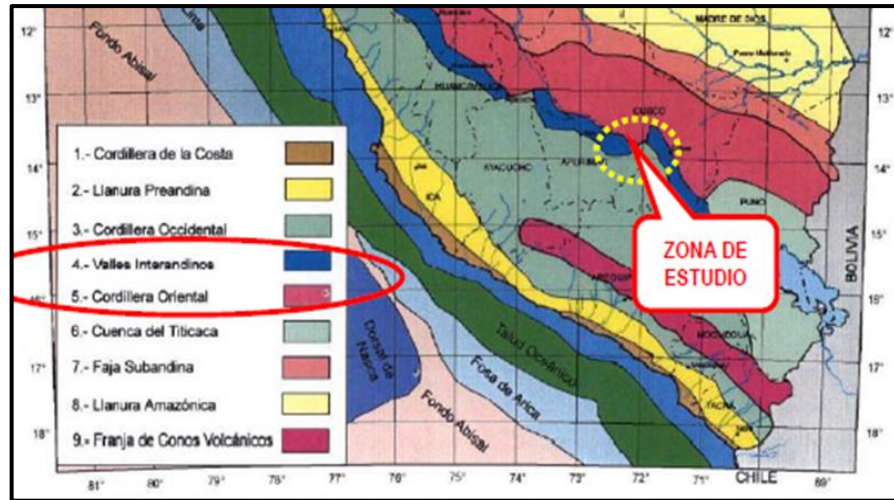 12°
13°
14°
15°
16°
17°
18°
Fondo Abisal
Lima
MADRE DE DIOS
HUANCAVELICA
CUSCO
AYACUCHO
APURIMAC
ICA
PUNO
AREQUIPA
MOQUEGUA
TACNA
BOLIVIA
CHILE
1.- Cordillera de la Costa
2.- Llanura Preandina
3.- Cordillera Occidental
4.- Valles Interandinos
5.- Cordillera Oriental
6.- Cuenca del Titicaca
7.- Faja Subandina
8.- Llanura Amazónica
9.- Franja de Conos Volcánicos
ZONA DE
ESTUDIO
Dorsal de
Nasca
Talud Oceánico
Fosa de Arica
Fondo Abisal
81°
80°
79°
78°
77°
76°
75°
74°
73°
72°
71°
70°
69°